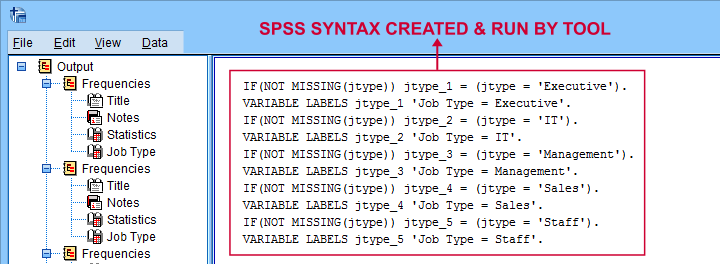 SPSS SYNTAX CREATED & RUN BY TOOL
File Edit View Data
Output
Frequencies
Title
Notes
Statistics
Job Type
Frequencies
Title
Notes
Statistics
Job Type
Frequencies
IF(NOT MISSING(jtype)) jtype_1 = (jtype = 'Executive').
VARIABLE LABELS jtype_1 'Job Type = Executive'.
IF(NOT MISSING(jtype)) jtype_2 = (jtype = 'IT').
VARIABLE LABELS jtype_2 'Job Type = IT'.
IF(NOT MISSING(jtype)) jtype_3 = (jtype = 'Management').
VARIABLE LABELS jtype_3 'Job Type = Management'.
IF(NOT MISSING(jtype)) jtype_4 = (jtype = 'Sales').
VARIABLE LABELS jtype_4 'Job Type = Sales'.
IF(NOT MISSING(jtype)) jtype_5 = (jtype = 'Staff').
VARIABLE LABELS jtype_5 'Job Type = Staff'.